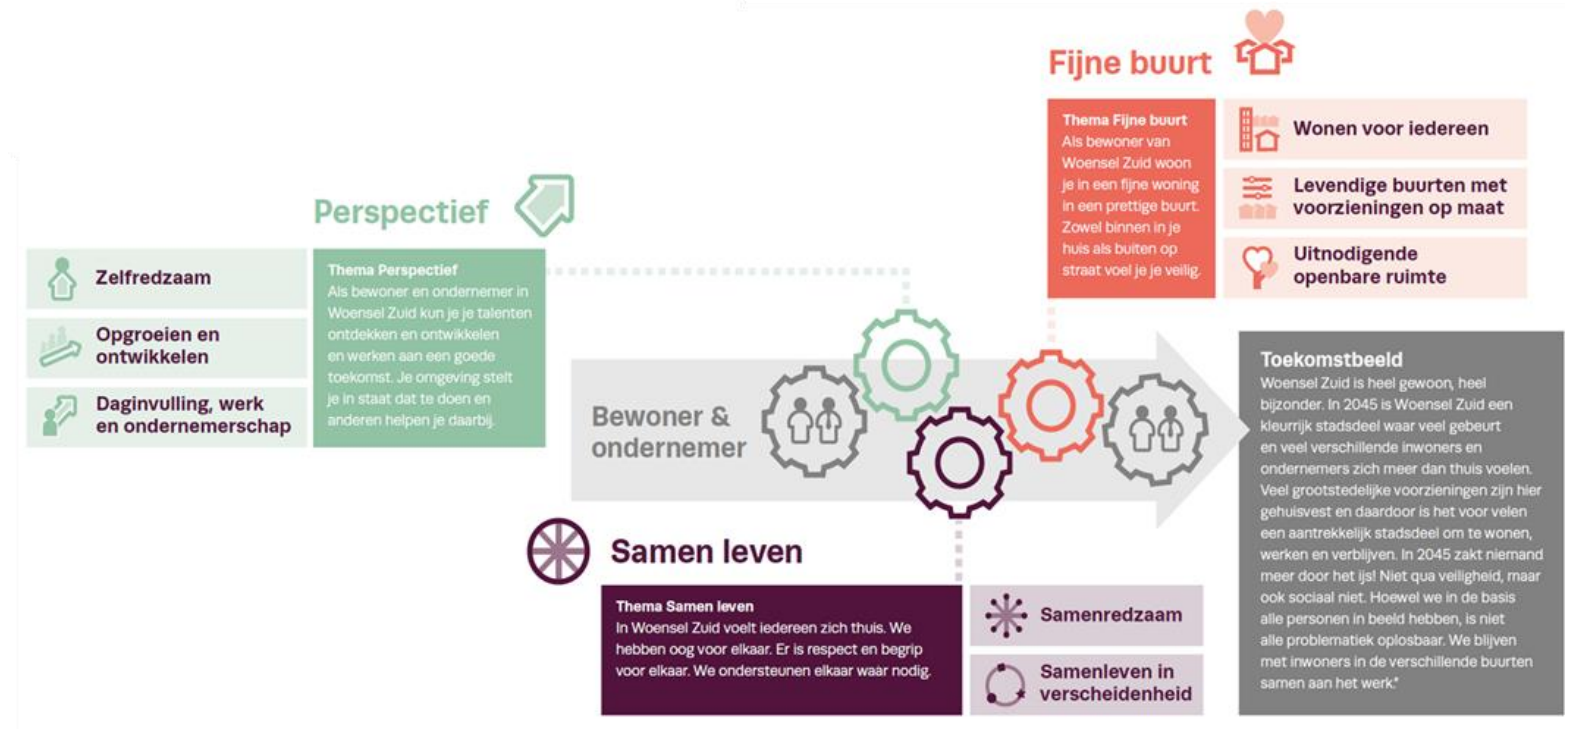 Fijne buurt
Thema Fijne buurt
Als bewoner van
Woensel Zuid woon
je in een fijne woning
in een prettige buurt.
Zowel binnen in je
huis als buiten op
straat voel je je veilig.
Wonen voor iedereen
Levendige buurten met
voorzieningen op maat
Uitnodigende
openbare ruimte
Perspectief
Zelfredzaam
Opgroeien en
ontwikkelen
Daginvulling, werk
en ondernemerschap
Thema Perspectief
Als bewoner en ondernemer in
Woensel Zuid kun je je talenten
ontdekken en ontwikkelen
en werken aan een goede
toekomst. Je omgeving stelt
je in staat dat te doen en
anderen helpen je daarbij.
Bewoner &
ondernemer
Toekomstbeeld
Woensel Zuid is heel gewoon, heel
bijzonder. In 2045 is Woensel Zuid een
kleurrijk stadsdeel waar veel gebeurt
en veel verschillende inwoners en
ondernemers zich meer dan thuis voelen.
Veel grootstedelijke voorzieningen zijn hier
gehuisvest en daardoor is het voor velen
een aantrekkelijk stadsdeel om te wonen,
werken en verblijven. In 2045 zakt niemand
meer door het ijs! Niet qua veiligheid, maar
ook sociaal niet. Hoewel we in de basis
alle personen in beeld hebben, is niet
alle problematiek oplosbaar. We blijven
met inwoners in de verschillende buurten
samen aan het werk."
Samen leven
Thema Samen leven
In Woensel Zuid voelt iedereen zich thuis. We
hebben oog voor elkaar. Er is respect en begrip
voor elkaar. We ondersteunen elkaar waar nodig.
Samenredzaam
Samenleven in
verscheidenheid